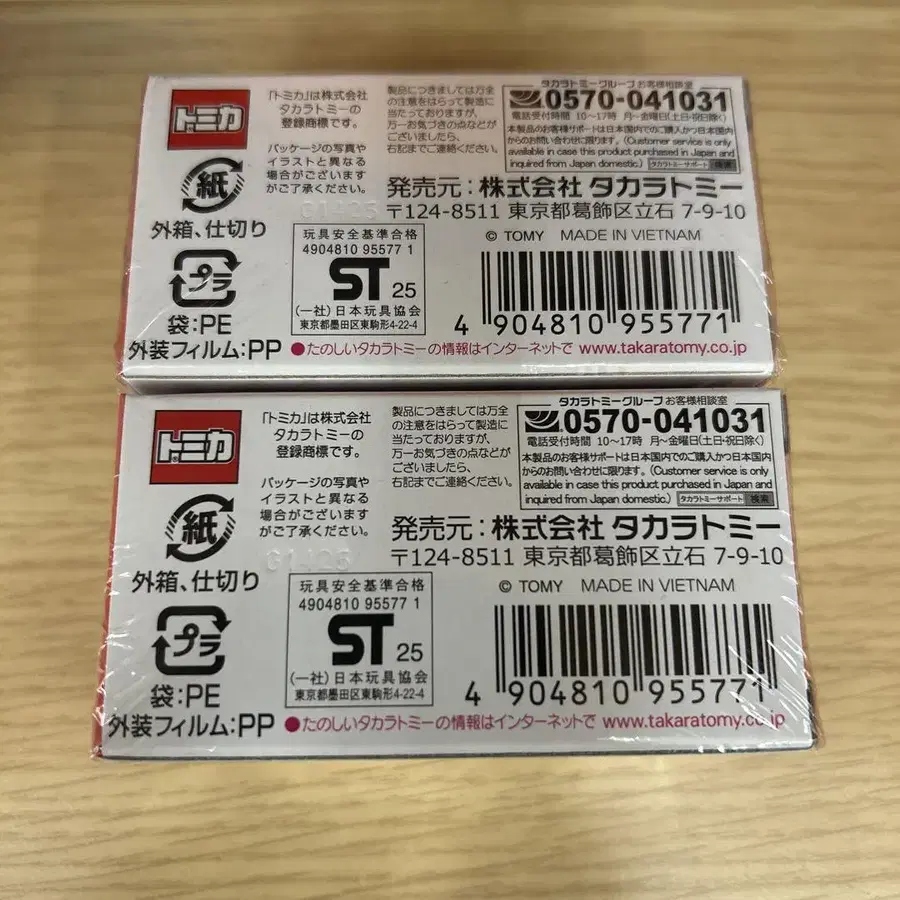 トミカ
「トミカ」は株式会社
タカラトミーの
登録商標です。
パッケージの写真や
イラストと異なる
場合がございます
がご了承ください。
製品につきましては万全
の注意をはらって製造に
当たっておりますが、
万一お気づきの点などが
ございましたら、
右記までご連絡ください。
タカラトミーグループ お客様相談室
0570-041031
電話受付時間 10〜17時 月〜金曜日(土日・祝日除く)
本製品のお客様サポートは日本国内でのご購入かつ日本国内
からのお問い合わせに限ります。(Customer service is only
available in case this product purchased in Japan and
inquired from Japan domestic.) タカラトミーサポート 検索
発売元:株式会社 タカラトミー
〒124-8511 東京都葛飾区立石 7-9-10
紙
外箱、仕切り
プラ
袋:PE
外装フィルム:PP
玩具安全基準合格
4904810 95577 1
ST 25
(一社)日本玩具協会
東京都墨田区東駒形4-22-4
© TOMY MADE IN VIETNAM
4 904810 955771
●たのしいタカラトミーの情報はインターネットで www.takaratomy.co.jp
トミカ
「トミカ」は株式会社
タカラトミーの
登録商標です。
パッケージの写真や
イラストと異なる
場合がございます
がご了承ください。
製品につきましては万全
の注意をはらって製造に
当たっておりますが、
万一お気づきの点などが
ございましたら、
右記までご連絡ください。
タカラトミーグループ お客様相談室
0570-041031
電話受付時間 10〜17時 月〜金曜日(土日・祝日除く)
本製品のお客様サポートは日本国内でのご購入かつ日本国内
からのお問い合わせに限ります。(Customer service is only
available in case this product purchased in Japan and
inquired from Japan domestic.) タカラトミーサポート 検索
発売元:株式会社 タカラトミー
〒124-8511 東京都葛飾区立石 7-9-10
紙
外箱、仕切り
プラ
袋:PE
外装フィルム:PP
玩具安全基準合格
4904810 95577 1
ST 25
(一社)日本玩具協会
東京都墨田区東駒形4-22-4
© TOMY MADE IN VIETNAM
4 904810 955771
●たのしいタカラトミーの情報はインターネットで www.takaratomy.co.jp